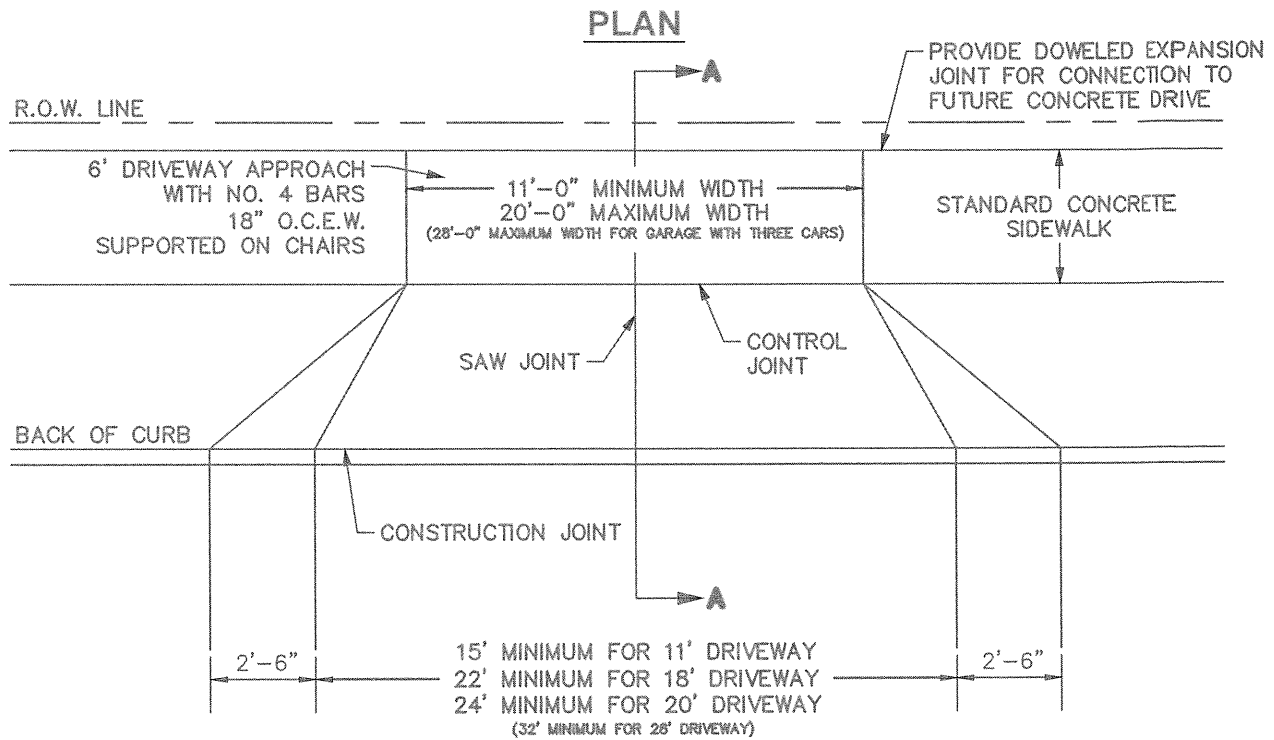 PLAN
A
PROVIDE DOWELED EXPANSION
JOINT FOR CONNECTION TO
FUTURE CONCRETE DRIVE
R.O.W. LINE
6' DRIVEWAY APPROACH
WITH NO. 4 BARS
18" O.C.E.W.
SUPPORTED ON CHAIRS
11'-0" MINIMUM WIDTH
20'-0" MAXIMUM WIDTH
(28'-0" MAXIMUM WIDTH FOR GARAGE WITH THREE CARS)
STANDARD CONCRETE
SIDEWALK
SAW JOINT
CONTROL
JOINT
BACK OF CURB
CONSTRUCTION JOINT
A
2'-6"
15' MINIMUM FOR 11' DRIVEWAY
22' MINIMUM FOR 18' DRIVEWAY
24' MINIMUM FOR 20' DRIVEWAY
(32' MINIMUM FOR 28' DRIVEWAY)
2'-6"